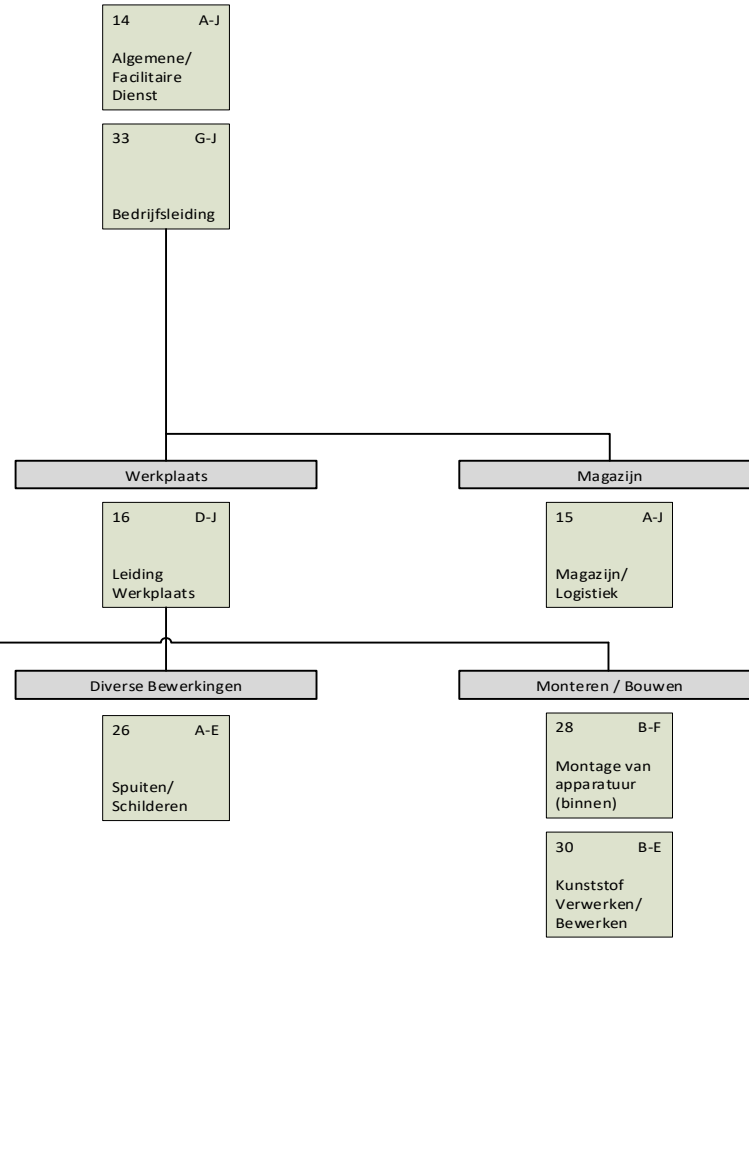 14 A-J
Algemene/
Facilitaire
Dienst
33 G-J
Bedrijfsleiding
Werkplaats
Magazijn
16 D-J
Leiding
Werkplaats
15 A-J
Magazijn/
Logistiek
Diverse Bewerkingen
Monteren / Bouwen
26 A-E
Spuiten/
Schilderen
28 B-F
Montage van
apparatuur
(binnen)
30 B-E
Kunststof
Verwerken/
Bewerken